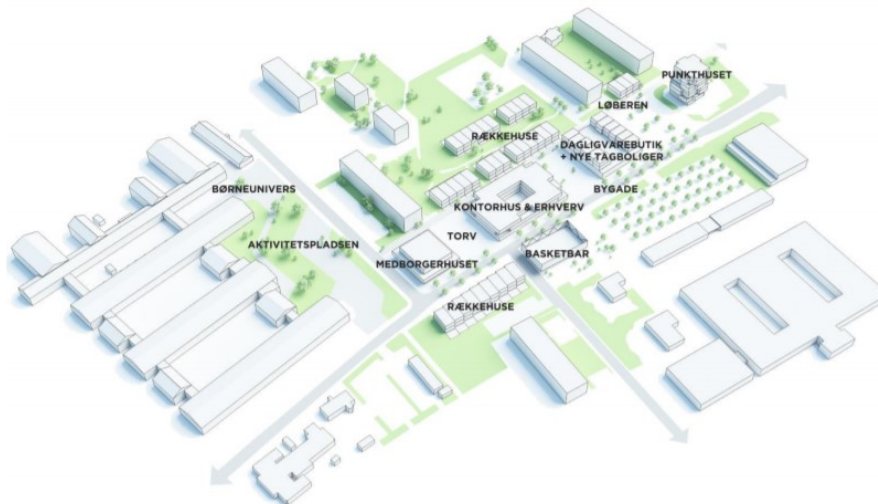 PUNKTHUSET
LØBEREN
RÆKKEHUSE
DAGLIGVAREBUTIK
+ NYE TAGBOLIGER
BØRNEUNIVERS
BYGADE
KONTORHUS & ERHVERV
TORV
AKTIVITETSPLADSEN
BASKETBAR
MEDBORGERHUSET
RÆKKEHUSE